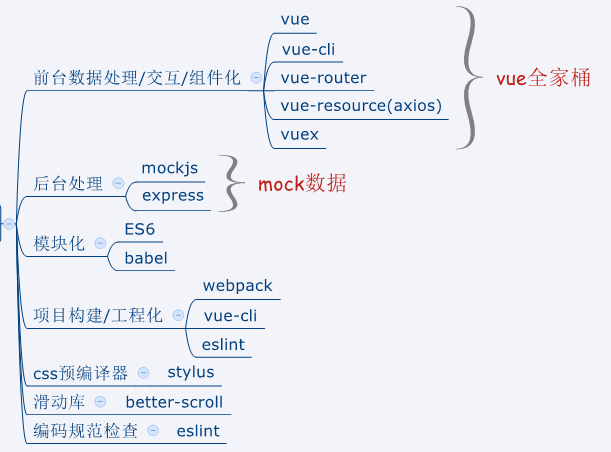 前台数据处理/交互/组件化
vue
vue-cli
vue-router
vue-resource(axios)
vuex
vue全家桶
后台处理
mockjs
express
mock数据
模块化
ES6
babel
项目构建/工程化
webpack
vue-cli
eslint
css预编译器
stylus
滑动库
better-scroll
编码规范检查
eslint